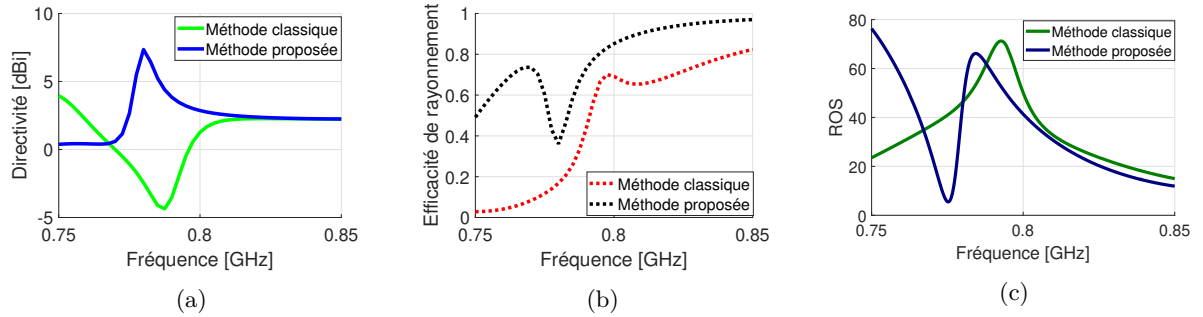 Directivité [dBi]
10
5
0
-5
Méthode classique
Méthode proposée
0.75
0.8
0.85
Fréquence [GHz]
(a)
Efficacité de rayonnement
1
0.8
0.6
0.4
0.2
0
Méthode classique
Méthode proposée
0.75
0.8
0.85
Fréquence [GHz]
(b)
ROS
80
60
40
20
0
Méthode classique
Méthode proposée
0.75
0.8
0.85
Fréquence [GHz]
(c)